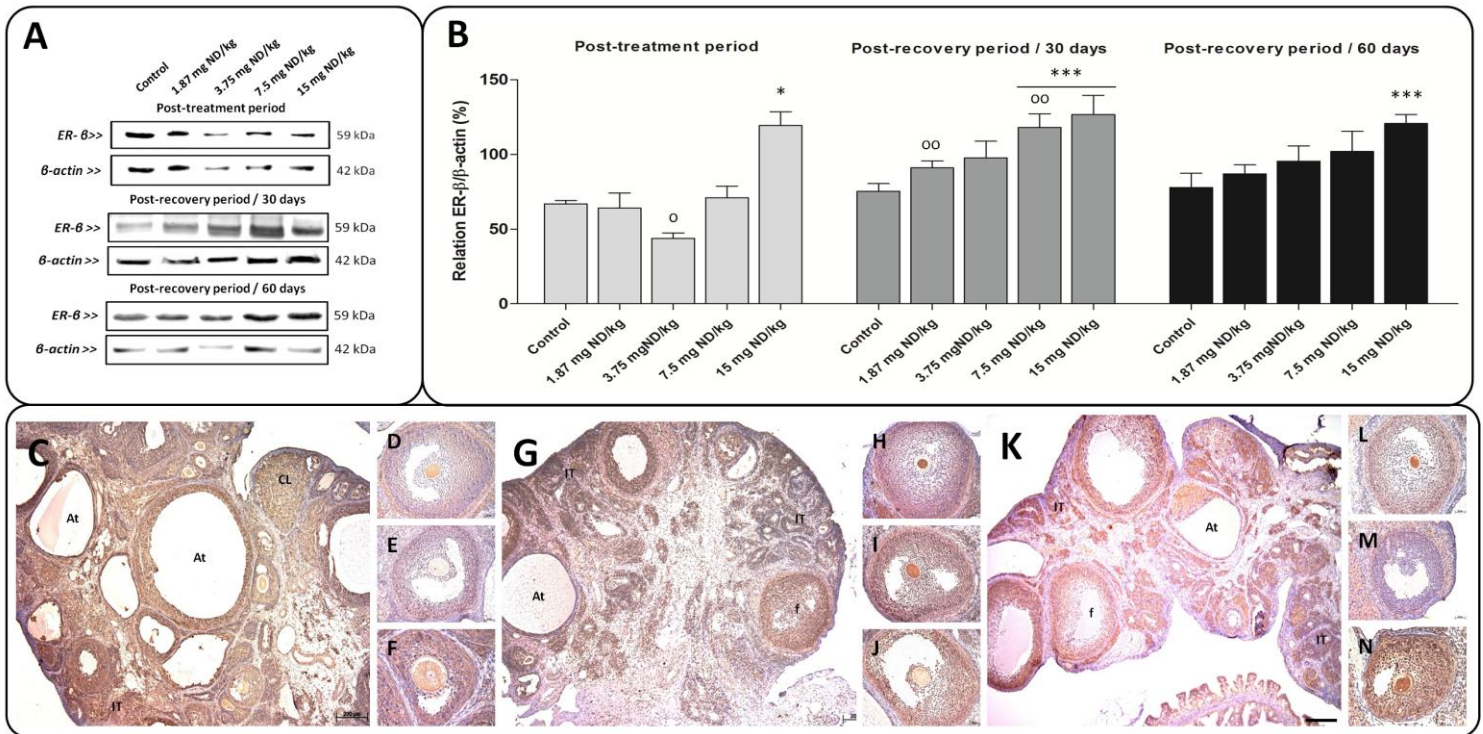 A
Control
1.87 mg ND/kg
3.75 mg ND/kg
7.5 mg ND/kg
15 mg ND/kg
Post-treatment period
ER- β>> 59 kDa
β-actin >> 42 kDa
Post-recovery period / 30 days
ER-β>> 59 kDa
β-actin>> 42 kDa
Post-recovery period / 60 days
ER-β >> 59 kDa
β-actin >> 42 kDa
B
Post-treatment period
Post-recovery period / 30 days
Post-recovery period / 60 days
Relation ER-β/β-actin (%)
150
100
50
0
o
*
oo
oo
***
***
Control
1.87 mg ND/kg
3.75 mgND/kg
7.5 mg ND/kg
15 mg ND/kg
Control
1.87 mg ND/kg
3.75 mg ND/kg
7.5 mg ND/kg
15 mg ND/kg
Control
1.87 mg ND/kg
3.75 mg ND/kg
7.5 mg ND/kg
15 mg ND/kg
C
CL
At
At
IT
200 µm
D
E
F
G
IT
IT
At
f
H
I
J
K
IT
At
f
IT
L
M
N